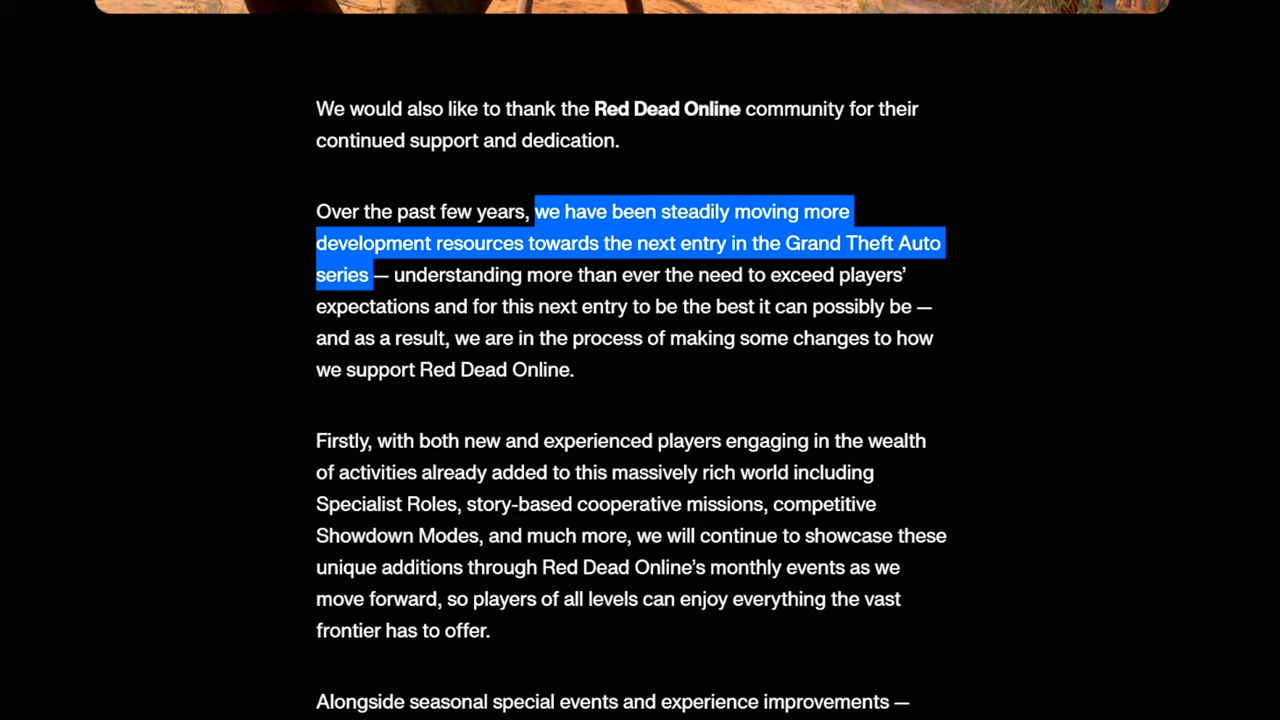 We would also like to thank the Red Dead Online community for their
continued support and dedication.
Over the past few years, we have been steadily moving more
development resources towards the next entry in the Grand Theft Auto
series — understanding more than ever the need to exceed players’
expectations and for this next entry to be the best it can possibly be —
and as a result, we are in the process of making some changes to how
we support Red Dead Online.
Firstly, with both new and experienced players engaging in the wealth
of activities already added to this massively rich world including
Specialist Roles, story-based cooperative missions, competitive
Showdown Modes, and much more, we will continue to showcase these
unique additions through Red Dead Online’s monthly events as we
move forward, so players of all levels can enjoy everything the vast
frontier has to offer.
Alongside seasonal special events and experience improvements —